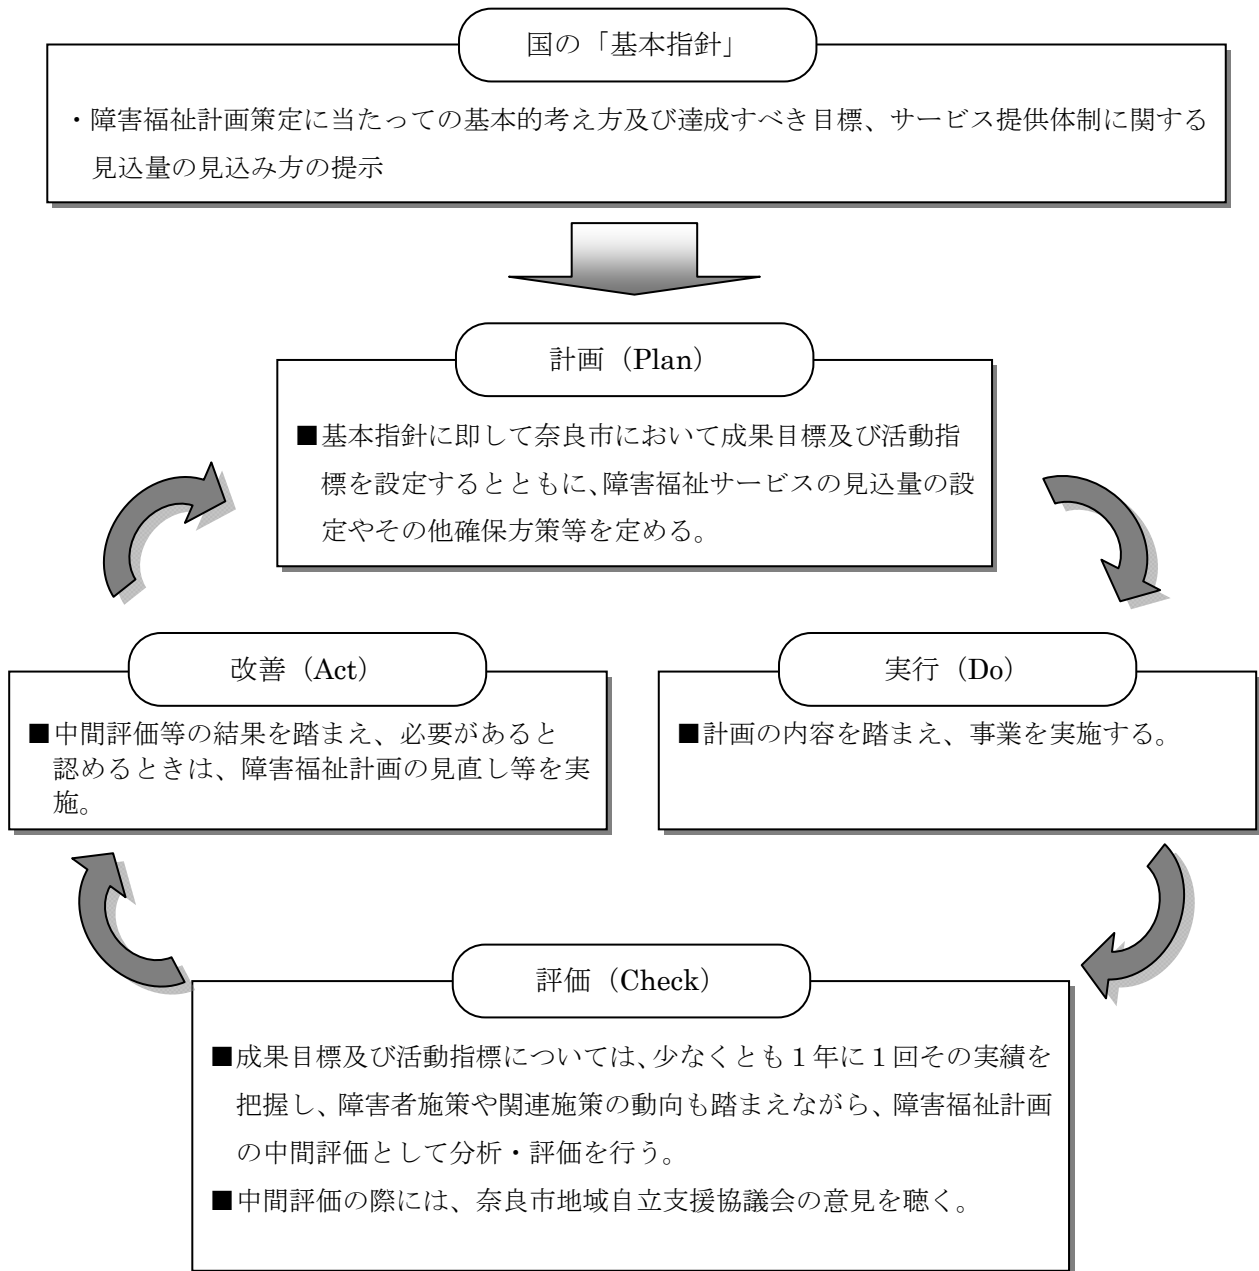 国の「基本指針」
・障害福祉計画策定に当たっての基本的考え方及び達成すべき目標、サービス提供体制に関する
見込量の見込み方の提示
計画（Plan）
■基本指針に即して奈良市において成果目標及び活動指
標を設定するとともに、障害福祉サービスの見込量の設
定やその他確保方策等を定める。
改善（Act）
■中間評価等の結果を踏まえ、必要があると
認めるときは、障害福祉計画の見直し等を実
施。
実行（Do）
■計画の内容を踏まえ、事業を実施する。
評価（Check）
■成果目標及び活動指標については、少なくとも１年に１回その実績を
把握し、障害者施策や関連施策の動向も踏まえながら、障害福祉計画
の中間評価として分析・評価を行う。
■中間評価の際には、奈良市地域自立支援協議会の意見を聴く。